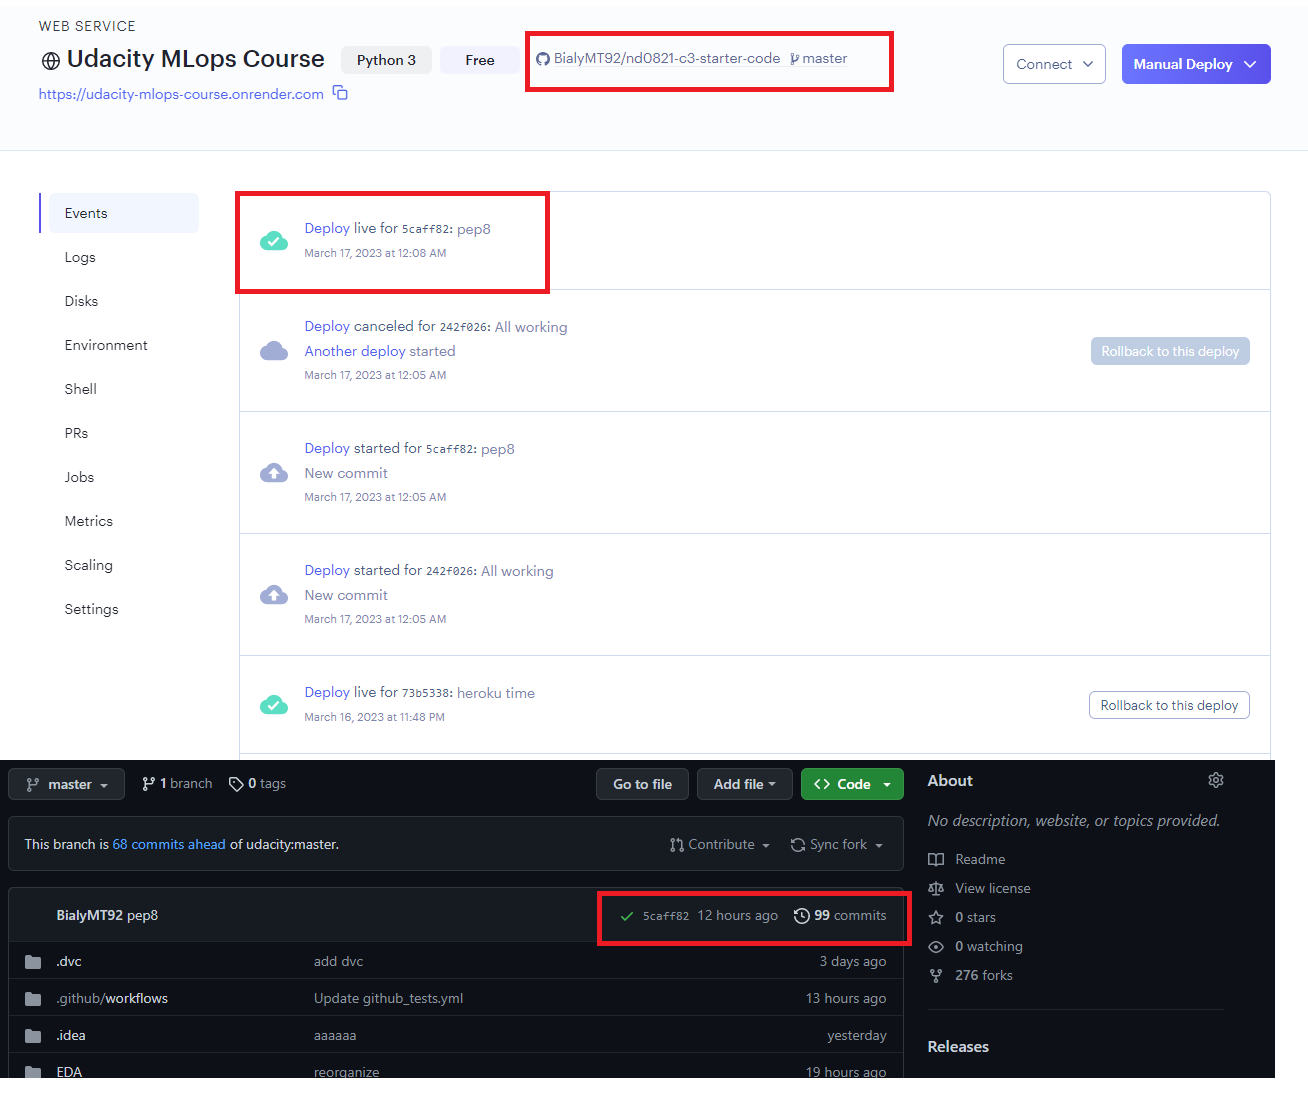 WEB SERVICE
Udacity MLops Course Python 3 Free BialyMT92/nd0821-c3-starter-code master Connect Manual Deploy
https://udacity-mlops-course.onrender.com
Events
Logs
Disks
Environment
Shell
PRs
Jobs
Metrics
Scaling
Settings
Deploy live for 5caff82: pep8
March 17, 2023 at 12:08 AM
Deploy canceled for 242f026: All working
Another deploy started
March 17, 2023 at 12:05 AM
Rollback to this deploy
Deploy started for 5caff82: pep8
New commit
March 17, 2023 at 12:05 AM
Deploy started for 242f026: All working
New commit
March 17, 2023 at 12:05 AM
Deploy live for 73b5338: heroku time
March 16, 2023 at 11:48 PM
Rollback to this deploy
master 1 branch 0 tags Go to file Add file Code
This branch is 68 commits ahead of udacity:master. Contribute Sync fork
BialyMT92 pep8 5caff82 12 hours ago 99 commits
.dvc add dvc 3 days ago
.github/workflows Update github_tests.yml 13 hours ago
.idea aaaaaa yesterday
EDA reorganize 19 hours ago
About
No description, website, or topics provided.
Readme
View license
0 stars
0 watching
276 forks
Releases